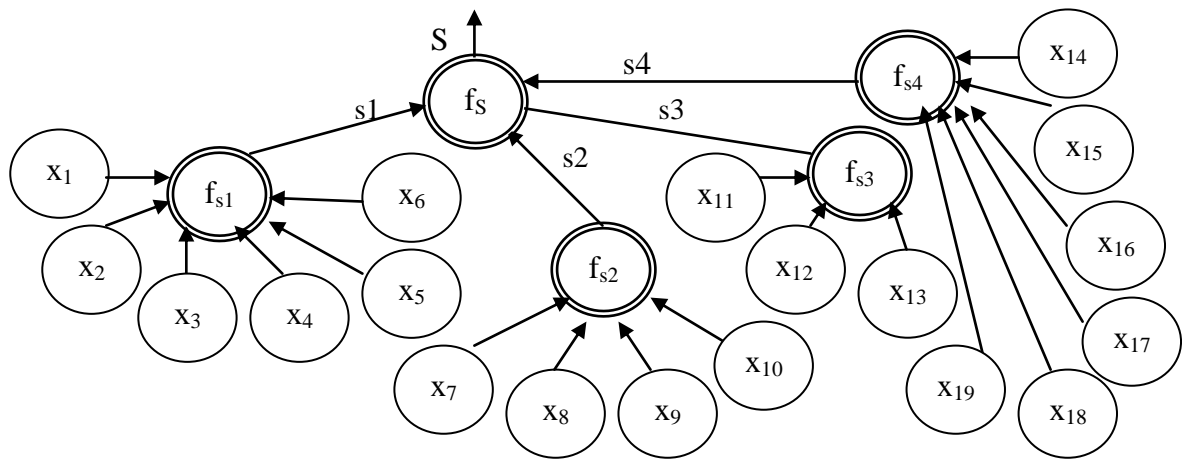 S
f_S
s4
f_s4
x_14
s1
s3
x_15
x_1
f_s1
x_6
s2
x_11
f_s3
x_2
x_12
x_16
f_s2
x_3
x_4
x_5
x_13
x_17
x_7
x_8
x_9
x_10
x_19
x_18